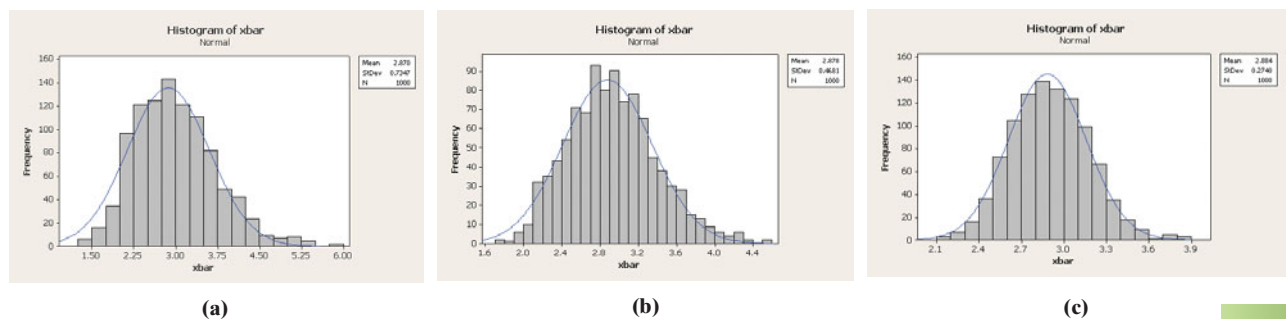 Histogram of xbar
Normal
Mean 2.870
StDev 0.7347
N 1000
Frequency
160
140
120
100
80
60
40
20
0
1.50 2.25 3.00 3.75 4.50 5.25 6.00
xbar
(a)
Histogram of xbar
Normal
Mean 2.878
StDev 0.4681
N 1000
Frequency
90
80
70
60
50
40
30
20
10
0
1.6 2.0 2.4 2.8 3.2 3.6 4.0 4.4
xbar
(b)
Histogram of xbar
Normal
Mean 2.884
StDev 0.2740
N 1000
Frequency
160
140
120
100
80
60
40
20
0
2.1 2.4 2.7 3.0 3.3 3.6 3.9
xbar
(c)